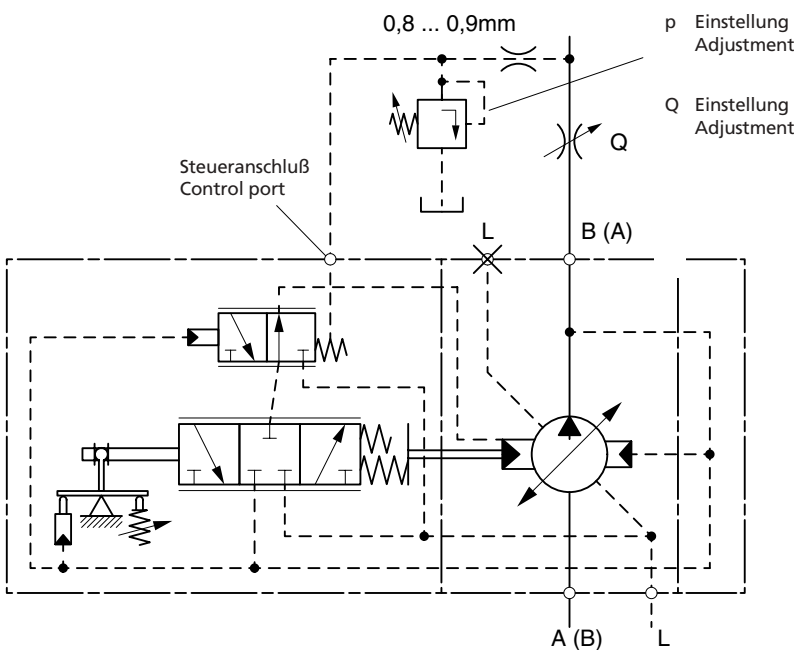 0,8 ... 0,9mm
p Einstellung
Adjustment
Q Einstellung
Adjustment
Q
Steueranschluß
Control port
L
B (A)
A (B)
L